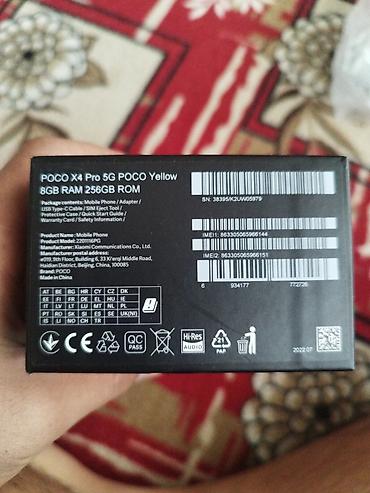 POCO X4 Pro 5G POCO Yellow
8GB RAM 256GB ROM
Package contents: Mobile Phone / Adapter /
USB Type-C Cable / SIM Eject Tool /
Protective Case / Quick Start Guide /
Warranty Card / Safety Information
Product Name: Mobile Phone
Model: 2201116PG
Manufacturer: Xiaomi Communications Co., Ltd.
#019, 9th Floor, Building 6, 33 Xi'erqi Middle Road,
Haidian District, Beijing, China, 100085
Brand: POCO
Made in China
SN: 38395/K2UW05979
IMEI1: 863305065966144
IMEI2: 863305065966151
6 934177 772726
AT BE BG HR CY CZ DK
EE FI FR DE EL HU IE
IT LV LT LU MT NL PL
PT RO SK SI ES SE UK(NI)
IS LI NO CH TR
CE
QC
PASS
Hi-Res
AUDIO
21
PAP
2022.07